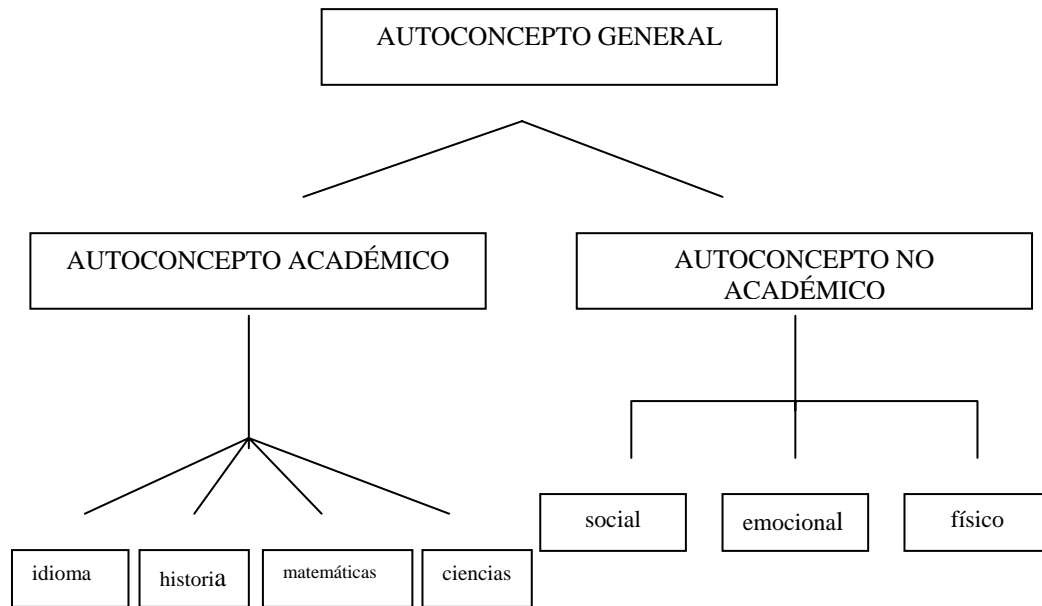 AUTOCONCEPTO GENERAL
AUTOCONCEPTO ACADÉMICO
AUTOCONCEPTO NO
ACADÉMICO
social
emocional
físico
idioma
historia
matemáticas
ciencias